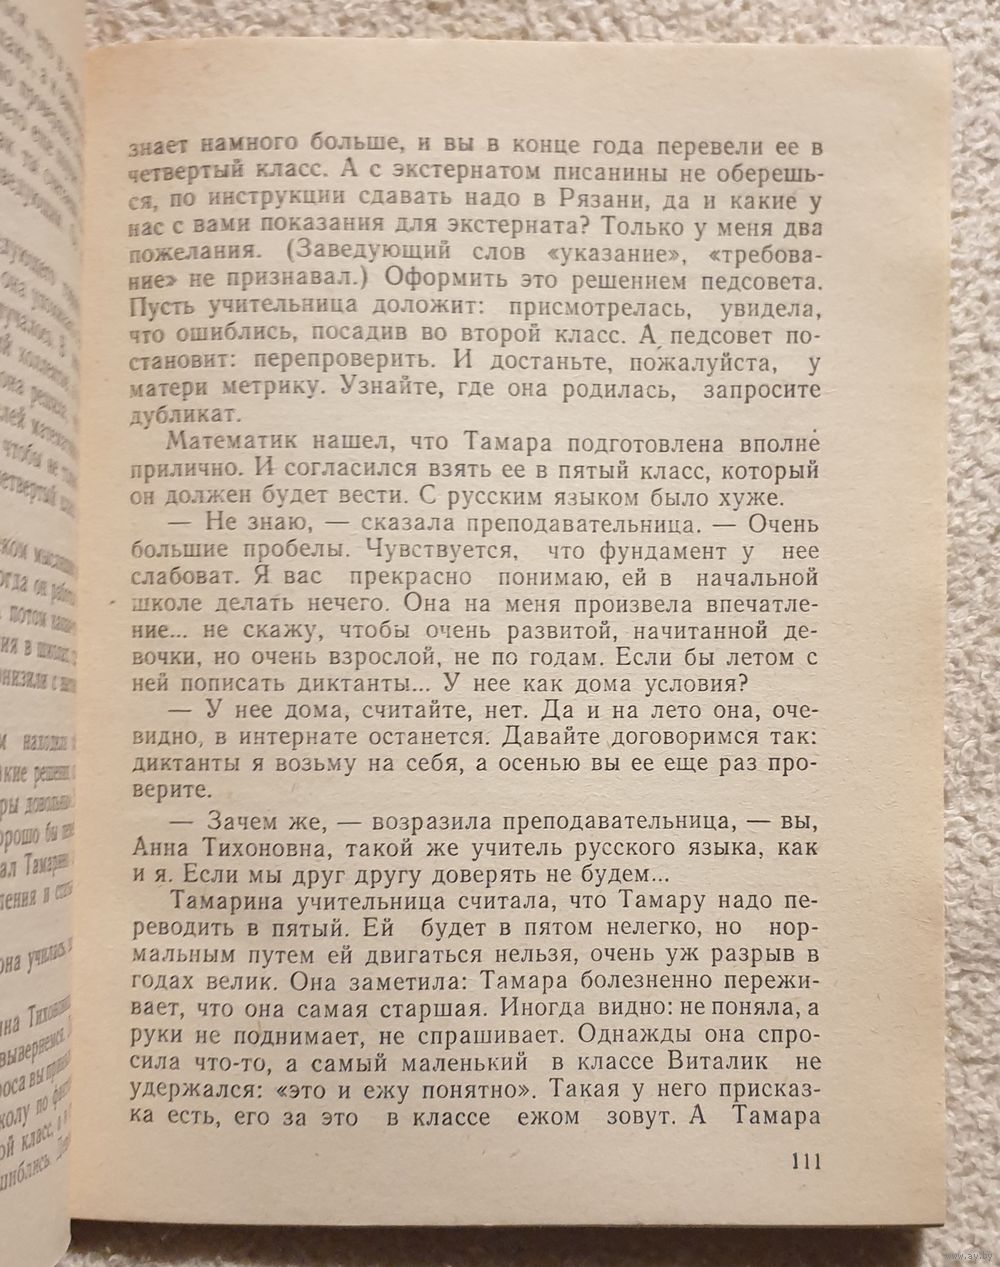 знает намного больше, и вы в конце года перевели ее в
четвертый класс. А с экстернатом писанины не оберешь-
ся, по инструкции сдавать надо в Рязани, да и какие у
нас с вами показания для экстерната? Только у меня два
пожелания. (Заведующий слов «указание», «требова-
ние» не признавал.) Оформить это решением педсовета.
Пусть учительница доложит: присмотрелась, увидела,
что ошиблись, посадив во второй класс. А педсовет по-
становит: перепроверить. И достаньте, пожалуйста, у
матери метрику. Узнайте, где она родилась, запросите
дубликат.
Математик нашел, что Тамара подготовлена вполне
прилично. И согласился взять ее в пятый класс, который
он должен будет вести. С русским языком было хуже.
— Не знаю, — сказала преподавательница. — Очень
большие пробелы. Чувствуется, что фундамент у нее
слабоват. Я вас прекрасно понимаю, ей в начальной
школе делать нечего. Она на меня произвела впечатле-
ние... не скажу, чтобы очень развитой, начитанной де-
вочки, но очень взрослой, не по годам. Если бы летом с
ней пописать диктанты... У нее как дома условия?
— У нее дома, считайте, нет. Да и на лето она, оче-
видно, в интернате останется. Давайте договоримся так:
диктанты я возьму на себя, а осенью вы ее еще раз про-
верите.
— Зачем же, — возразила преподавательница, — вы,
Анна Тихоновна, такой же учитель русского языка, как
и я. Если мы друг другу доверять не будем...
Тамарина учительница считала, что Тамару надо пе-
реводить в пятый. Ей будет в пятом нелегко, но нор-
мальным путем ей двигаться нельзя, очень уж разрыв в
годах велик. Она заметила: Тамара болезненно пережи-
вает, что она самая старшая. Иногда видно: не поняла, а
руки не поднимает, не спрашивает. Однажды она спро-
сила что-то, а самый маленький в классе Виталик не
удержался: «это и ежу понятно». Такая у него присказ-
ка есть, его за это в классе ежом зовут. А Тамара
111
www.ay.by